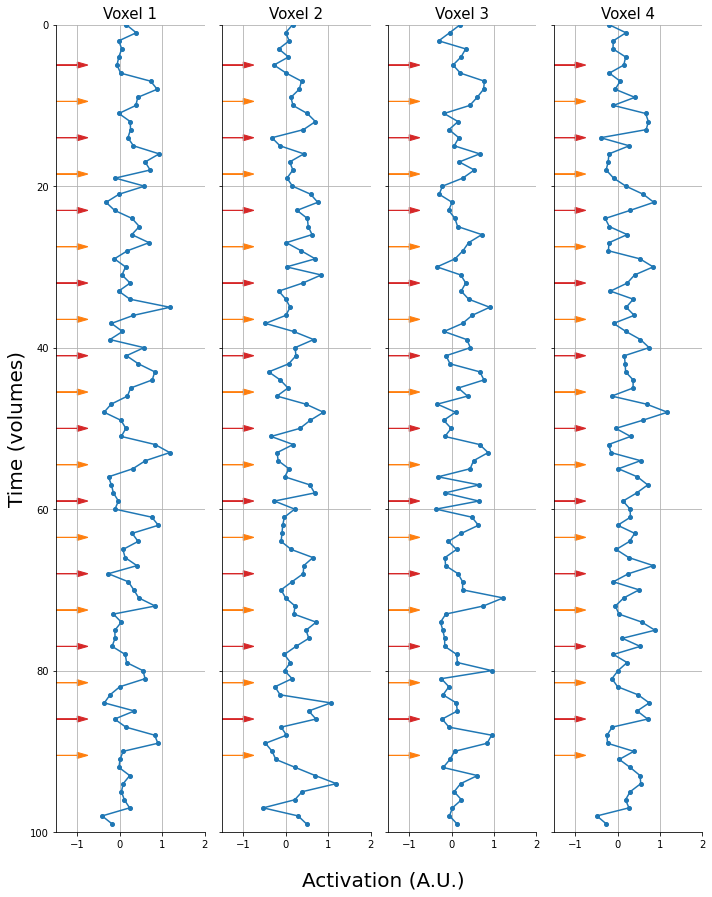 Voxel 1 Voxel 2 Voxel 3 Voxel 4
0
20
40
60
80
100
Time (volumes)
−1 0 1 2 −1 0 1 2 −1 0 1 2 −1 0 1 2
Activation (A.U.)